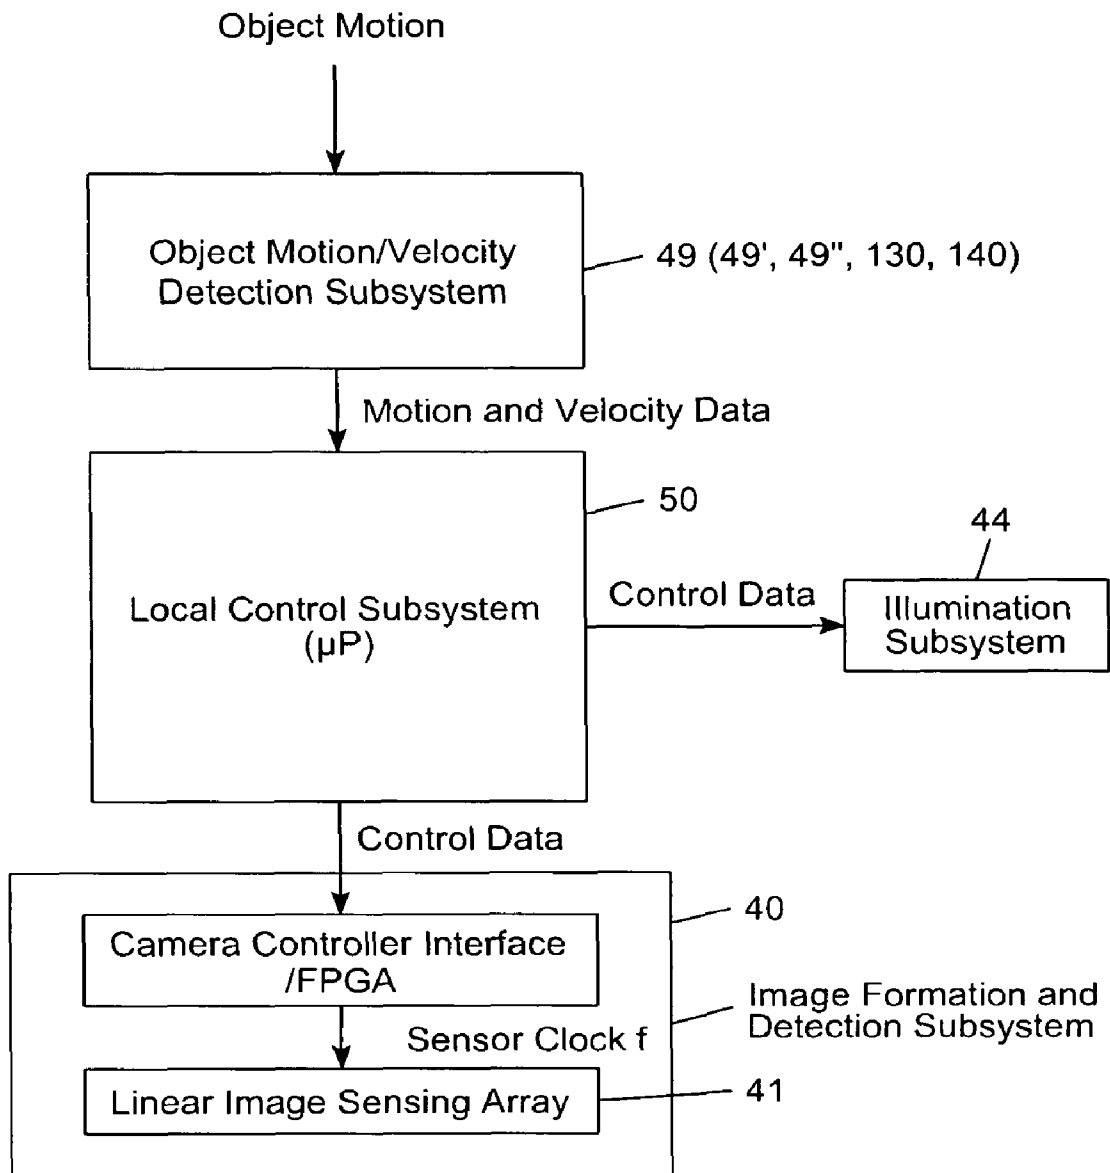 Object Motion
Object Motion/Velocity
Detection Subsystem
49 (49', 49", 130, 140)
Motion and Velocity Data
50
44
Local Control Subsystem
(µP)
Control Data
Illumination
Subsystem
Control Data
40
Camera Controller Interface
/FPGA
Image Formation and
Detection Subsystem
Sensor Clock f
Linear Image Sensing Array
41